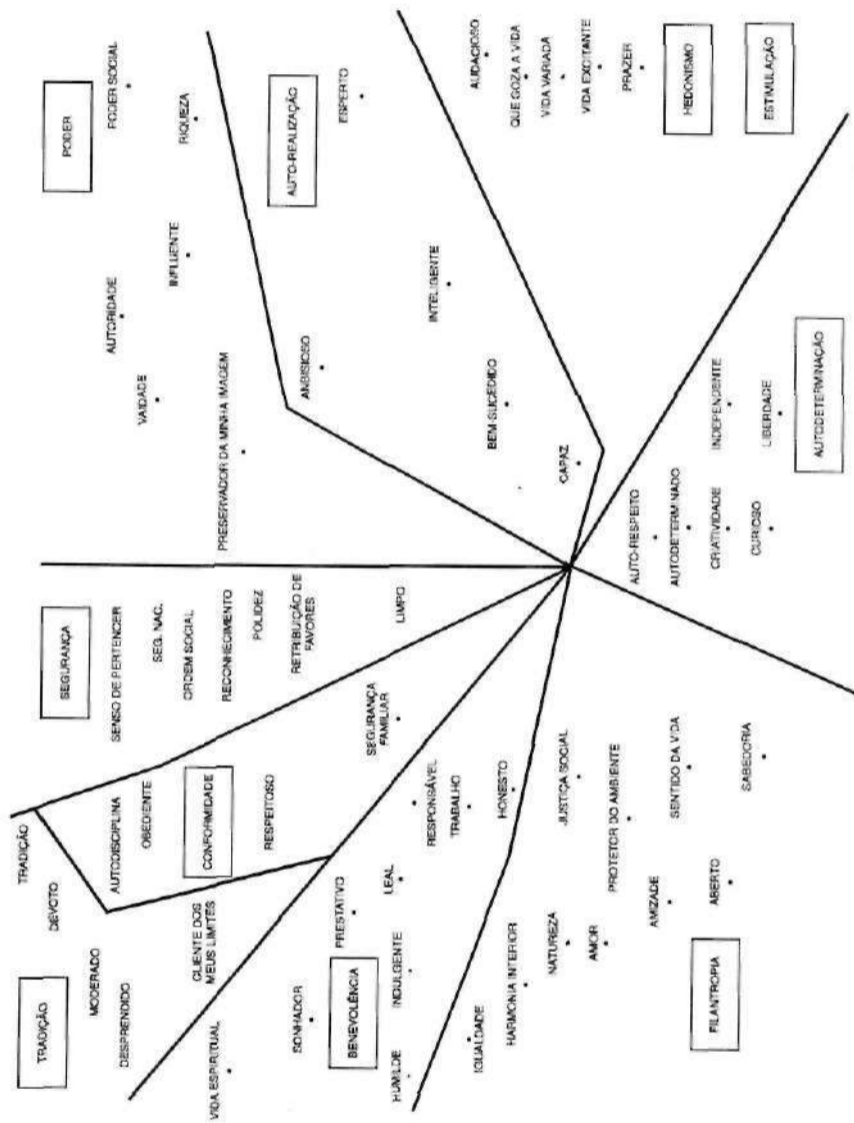 TRADIÇÃO
TRADIÇÃO
DEVOTO
MODERADO
DESPRENDIDO
CLIENTE DOS
MEUS LIMITES
AUTODISCIPLINA
OBEDIENTE
CONFORMIDADE
RESPEITOSO
SEGURANÇA
FAMILIAR
SEGURANÇA
SENSO DE PERTENCER
SEG. NAC.
ORDEM SOCIAL
RECONHECIMENTO
POLIDEZ
RETRIBUIÇÃO DE
FAVORES
LIMPO
PODER
PODER SOCIAL
AUTORIDADE
VAIDADE
RIQUEZA
INFLUENTE
PRESERVADOR DA MINHA IMAGEM
AUTO-REALIZAÇÃO
ANBISIOSO
ESPERTO
INTELIGENTE
BEM-SUCEDIDO
CAPAZ
AUDACIOSO
QUE GOZA A VIDA
VIDA VARIADA
VIDA EXCITANTE
PRAZER
HEDONISMO
ESTIMULAÇÃO
AUTO-RESPEITO
AUTODETERMINADO
CRIATIVIDADE
INDEPENDENTE
CURIOSO
LIBERDADE
AUTODETERMINAÇÃO
VIDA ESPIRITUAL
SONHADOR
PRESTATIVO
BENEVOLÊNCIA
LEAL
HUMILDE
INDULGENTE
RESPONSÁVEL
TRABALHO
HONESTO
IGUALDADE
HARMONIA INTERIOR
NATUREZA
JUSTIÇA SOCIAL
AMOR
PROTETOR DO AMBIENTE
AMIZADE
SENTIDO DA VIDA
ABERTO
SABEDORIA
FILANTROPIA